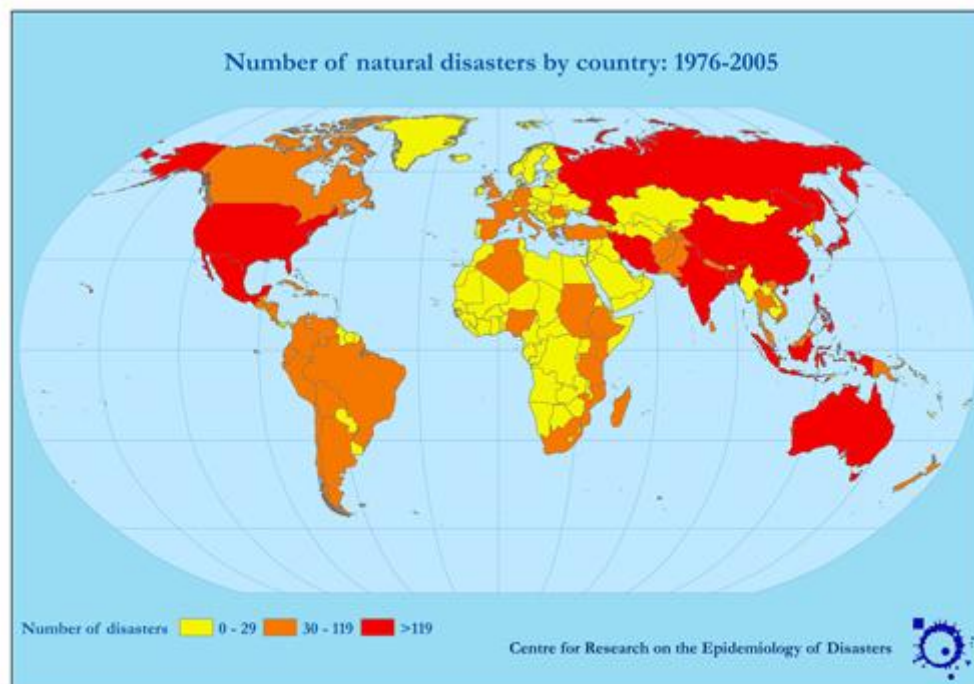 Number of natural disasters by country: 1976-2005
Number of disasters 0 - 29 30 - 119 >119
Centre for Research on the Epidemiology of Disasters